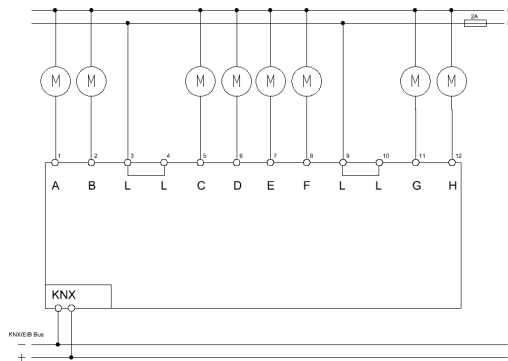 2A
M M M M M M M M
1 2 3 4 5 6 7 8 9 10 11 12
A B L L C D E F L L G H
KNX
KNX/EIB Bus
−
+